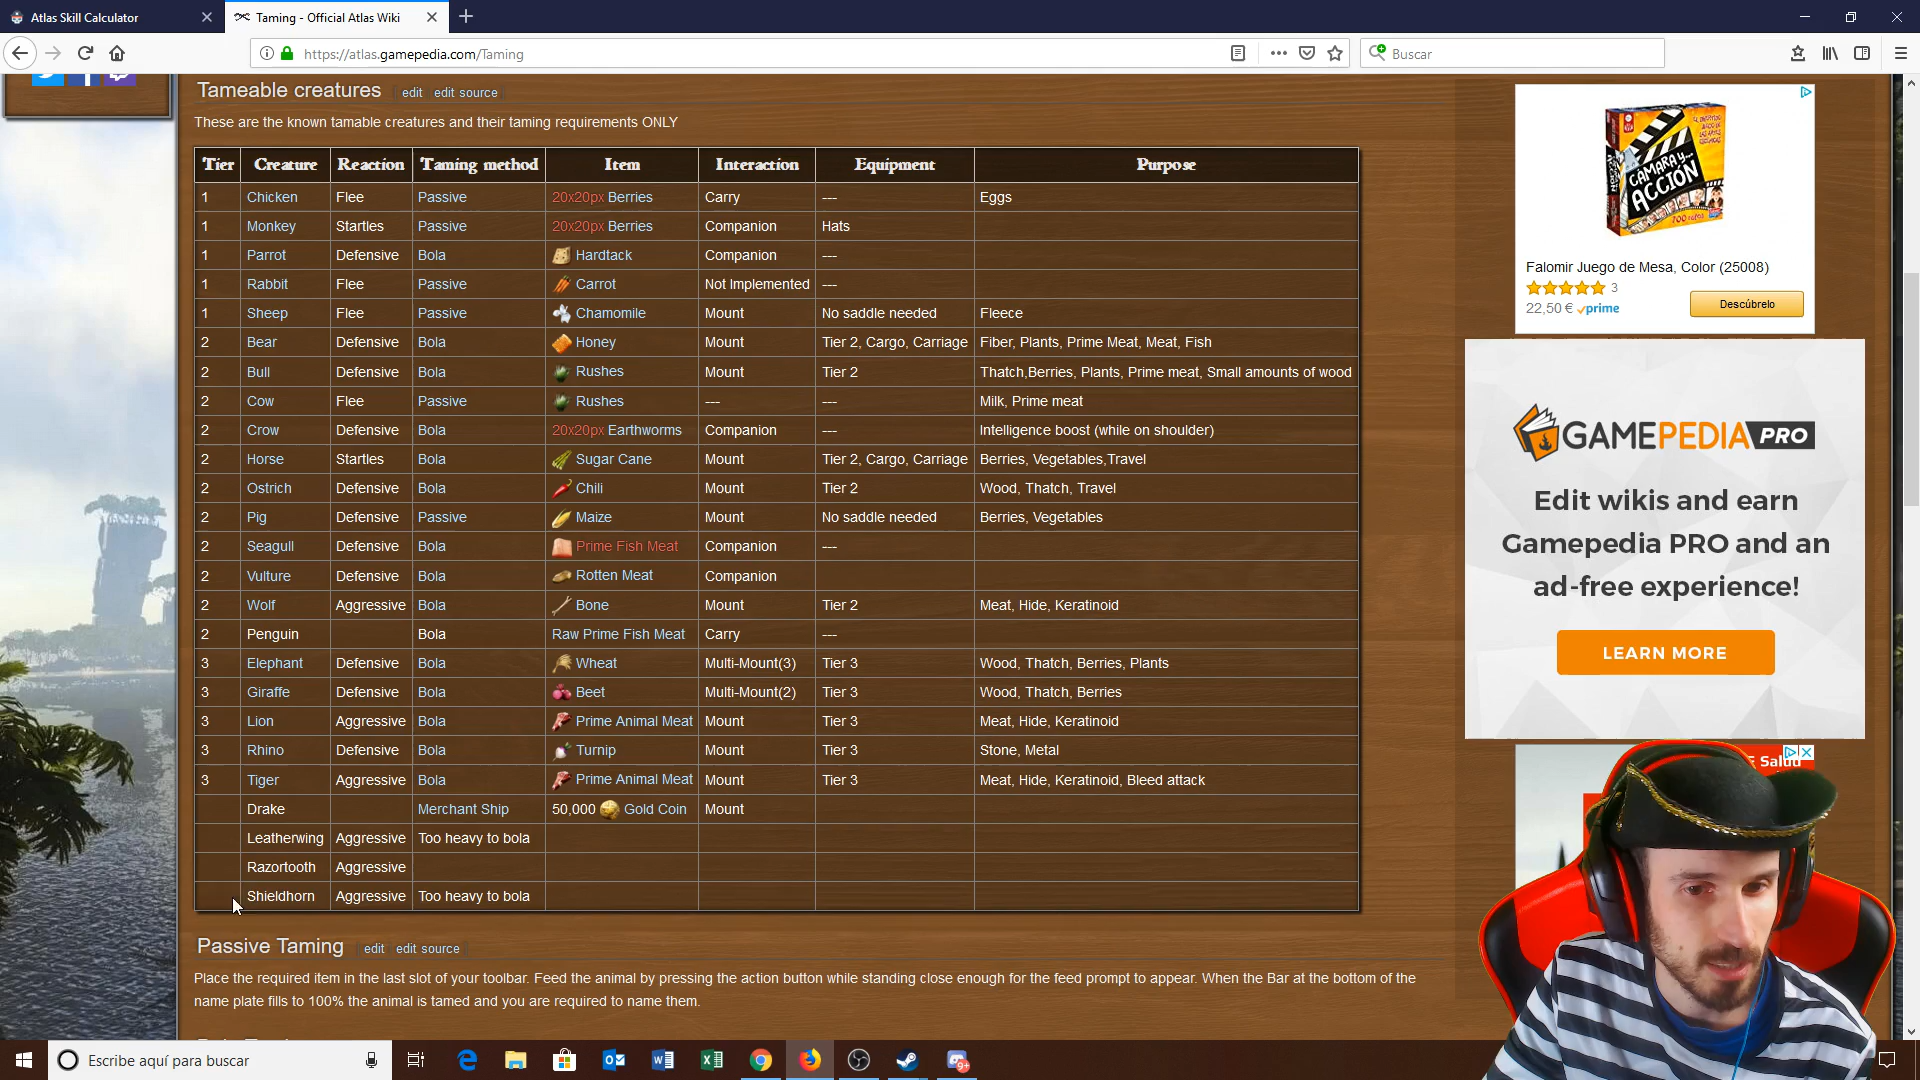 Atlas Skill Calculator
Taming - Official Atlas Wiki
https://atlas.gamepedia.com/Taming
Buscar
Tameable creatures edit edit source
These are the known tamable creatures and their taming requirements ONLY
Tier Creature Reaction Taming method Item Interaction Equipment Purpose
1 Chicken Flee Passive 20x20px Berries Carry --- Eggs
1 Monkey Startles Passive 20x20px Berries Companion Hats
1 Parrot Defensive Bola Hardtack Companion ---
1 Rabbit Flee Passive Carrot Not Implemented ---
1 Sheep Flee Passive Chamomile Mount No saddle needed Fleece
2 Bear Defensive Bola Honey Mount Tier 2, Cargo, Carriage Fiber, Plants, Prime Meat, Meat, Fish
2 Bull Defensive Bola Rushes Mount Tier 2 Thatch,Berries, Plants, Prime meat, Small amounts of wood
2 Cow Flee Passive Rushes --- --- Milk, Prime meat
2 Crow Defensive Bola 20x20px Earthworms Companion --- Intelligence boost (while on shoulder)
2 Horse Startles Bola Sugar Cane Mount Tier 2, Cargo, Carriage Berries, Vegetables,Travel
2 Ostrich Defensive Bola Chili Mount Tier 2 Wood, Thatch, Travel
2 Pig Defensive Passive Maize Mount No saddle needed Berries, Vegetables
2 Seagull Defensive Bola Prime Fish Meat Companion ---
2 Vulture Defensive Bola Rotten Meat Companion
2 Wolf Aggressive Bola Bone Mount Tier 2 Meat, Hide, Keratinoid
2 Penguin Bola Raw Prime Fish Meat Carry ---
3 Elephant Defensive Bola Wheat Multi-Mount(3) Tier 3 Wood, Thatch, Berries, Plants
3 Giraffe Defensive Bola Beet Multi-Mount(2) Tier 3 Wood, Thatch, Berries
3 Lion Aggressive Bola Prime Animal Meat Mount Tier 3 Meat, Hide, Keratinoid
3 Rhino Defensive Bola Turnip Mount Tier 3 Stone, Metal
3 Tiger Aggressive Bola Prime Animal Meat Mount Tier 3 Meat, Hide, Keratinoid, Bleed attack
Drake Merchant Ship 50,000 Gold Coin Mount
Leatherwing Aggressive Too heavy to bola
Razortooth Aggressive
Shieldhorn Aggressive Too heavy to bola
Passive Taming edit edit source
Place the required item in the last slot of your toolbar. Feed the animal by pressing the action button while standing close enough for the feed prompt to appear. When the Bar at the bottom of the
name plate fills to 100% the animal is tamed and you are required to name them.
CÁMARA y...
ACCIÓN
Falomir Juego de Mesa, Color (25008)
3
22,50 € prime
Descúbrelo
GAMEPEDIA PRO
Edit wikis and earn
Gamepedia PRO and an
ad-free experience!
LEARN MORE
Salud
Escribe aquí para buscar
9+